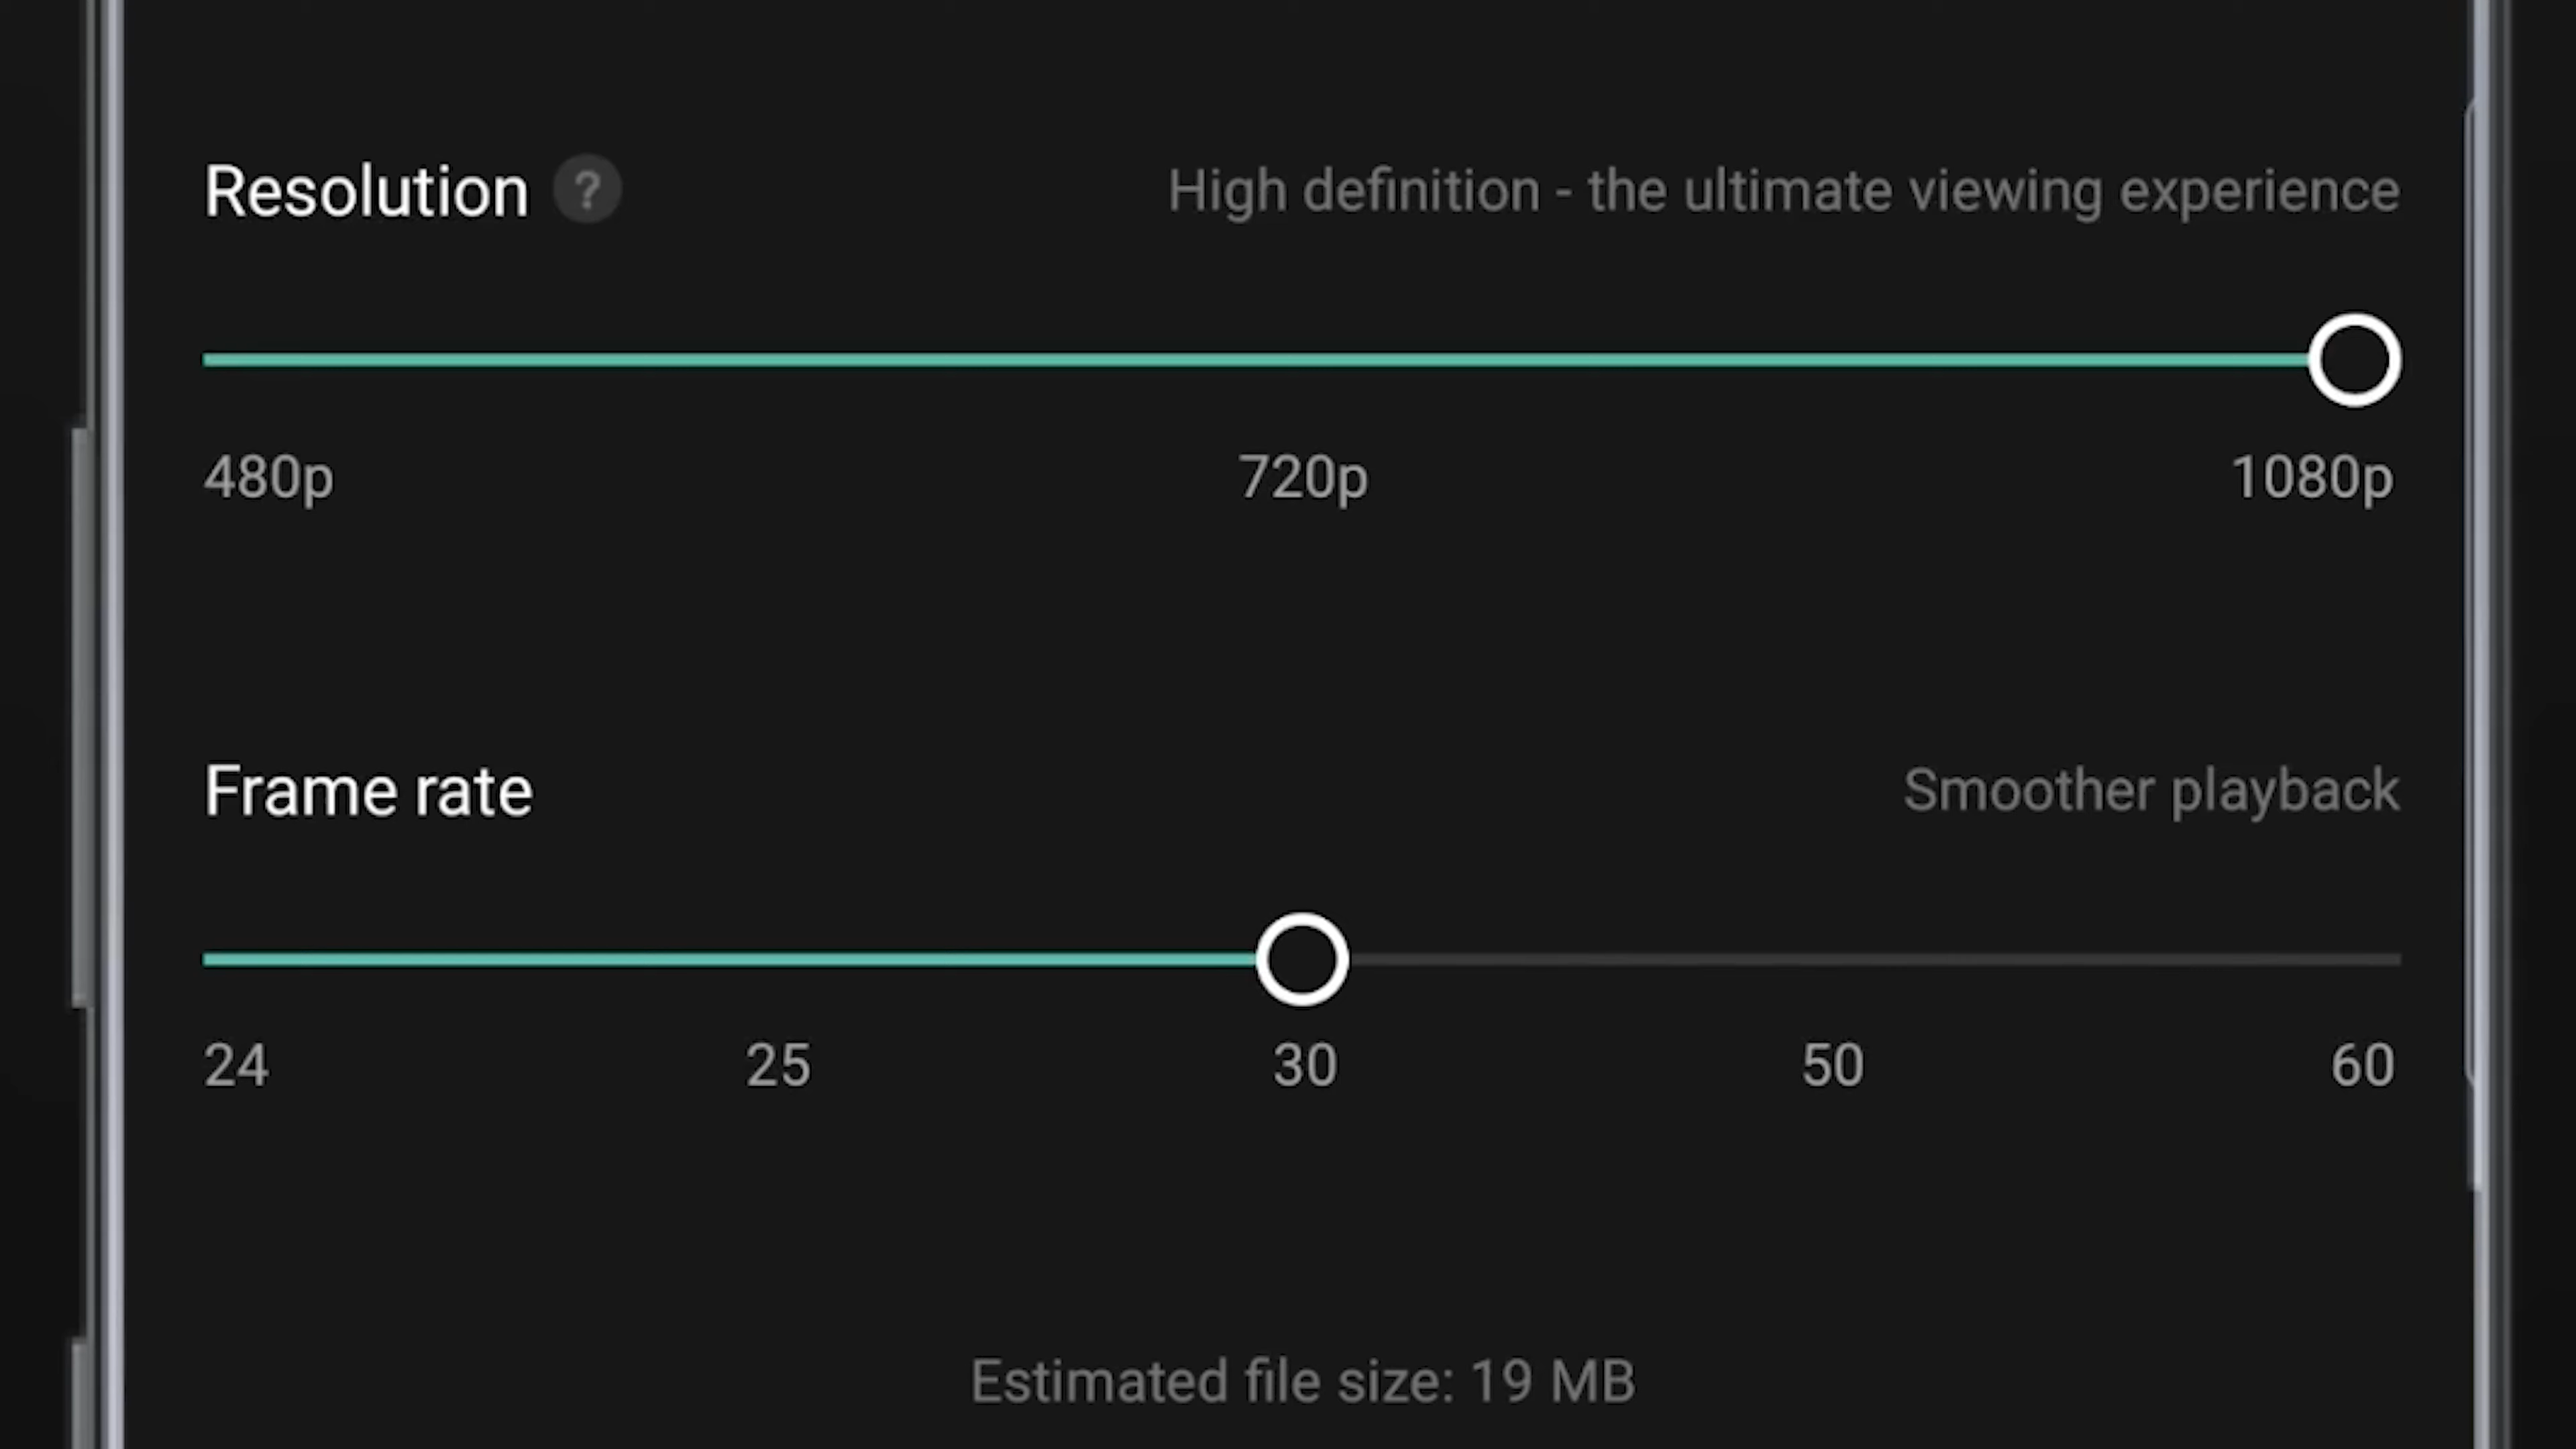 Resolution ? High definition - the ultimate viewing experience
480p 720p 1080p
Frame rate Smoother playback
24 25 30 50 60
Estimated file size: 19 MB